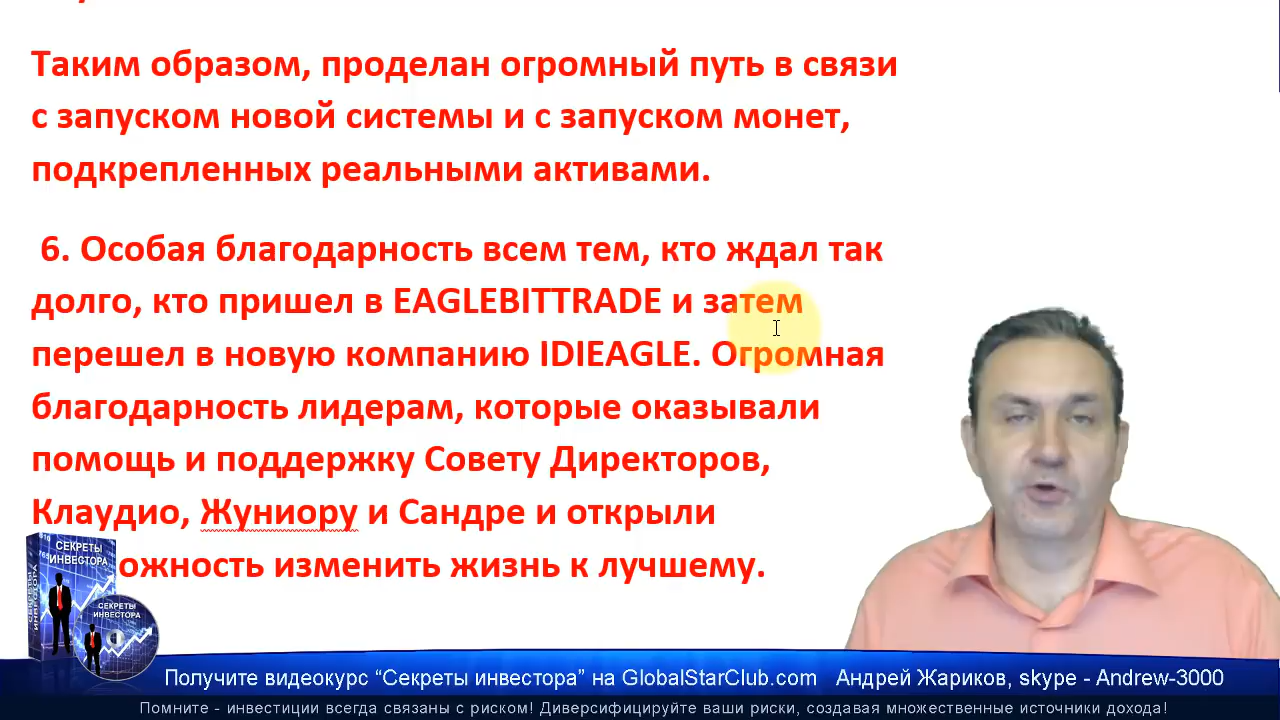 Таким образом, проделан огромный путь в связи
с запуском новой системы и с запуском монет,
подкрепленных реальными активами.
6. Особая благодарность всем тем, кто ждал так
долго, кто пришел в EAGLEBITTRADE и затем
перешел в новую компанию IDIEAGLE. Огромная
благодарность лидерам, которые оказывали
помощь и поддержку Совету Директоров,
Клаудио, Жуниору и Сандре и открыли
ожность изменить жизнь к лучшему.
СЕКРЕТЫ
ИНВЕСТОРА
СЕКРЕТЫ
ИНВЕСТОРА
Получите видеокурс “Секреты инвестора” на GlobalStarClub.com Андрей Жариков, skype - Andrew-3000
Помните - инвестиции всегда связаны с риском! Диверсифицируйте ваши риски, создавая множественные источники дохода!